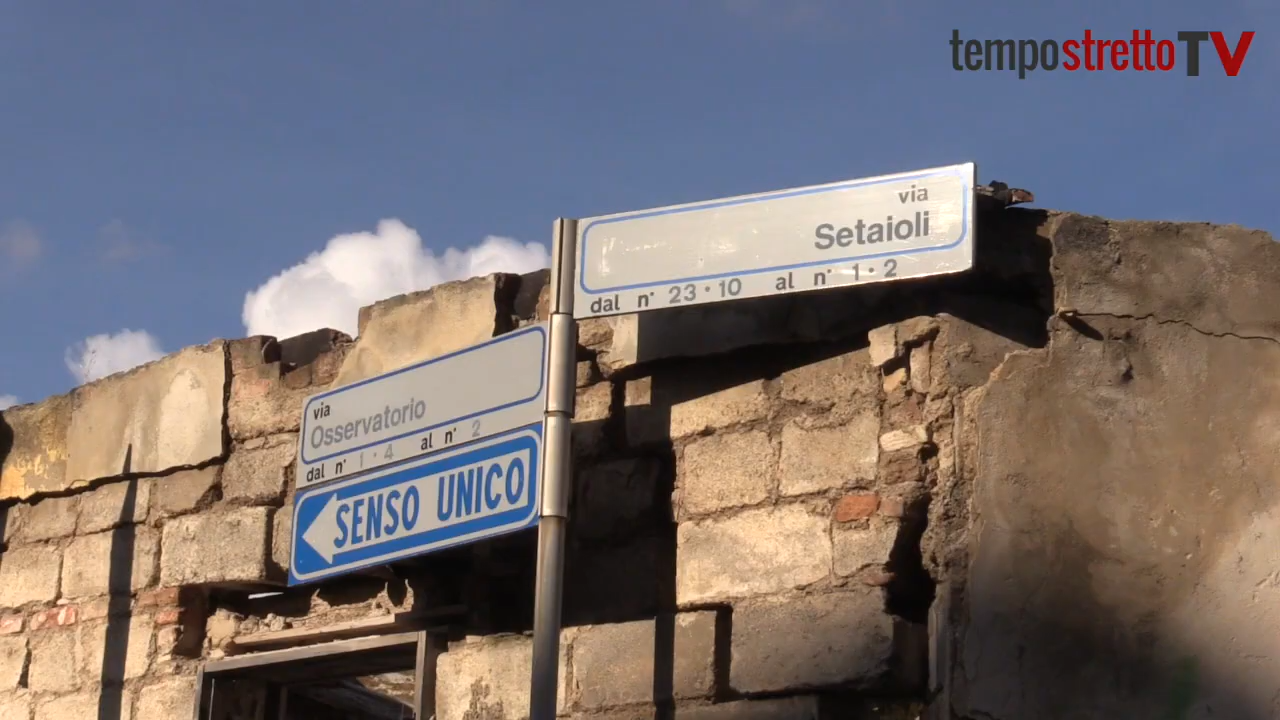 tempostrettoTV
via
Setaioli
dal n° 23·10 al n° 1·2
via
Osservatorio
dal n° 1·4 al n° 2
SENSO UNICO